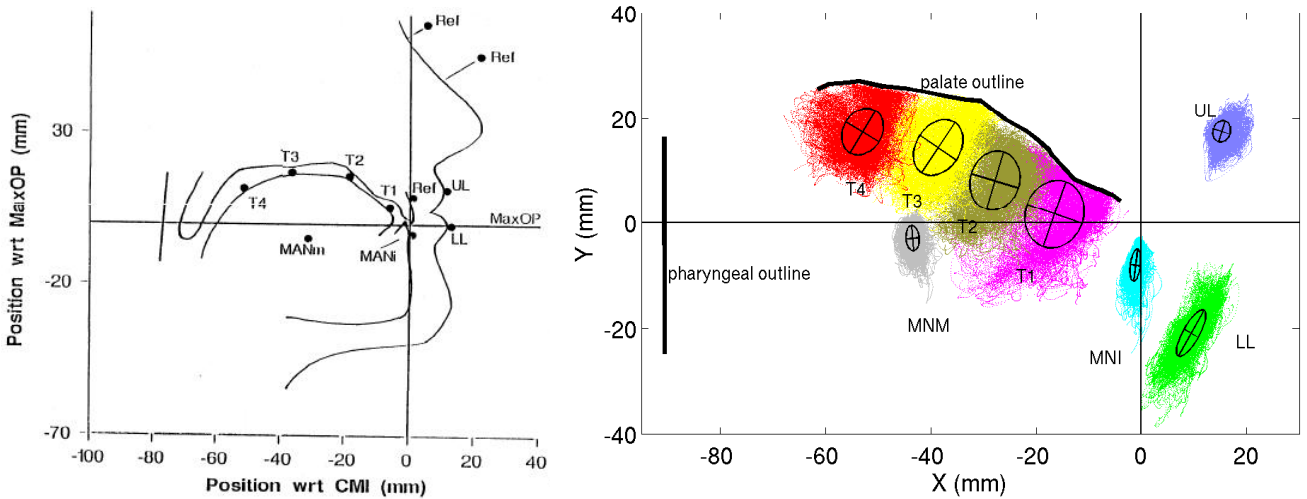 Ref
Ref
30
T3
T2
T4
T1
Ref
UL
MaxOP
LL
MANm
MANi
-20
-70
-100
-80
-60
-40
-20
0
20
40
Position wrt MaxOP (mm)
Position wrt CMI (mm)
40
palate outline
UL
20
T4
T3
0
T2
pharyngeal outline
T1
-20
MNM
MNI
LL
-40
-80
-60
-40
-20
0
20
Y (mm)
X (mm)